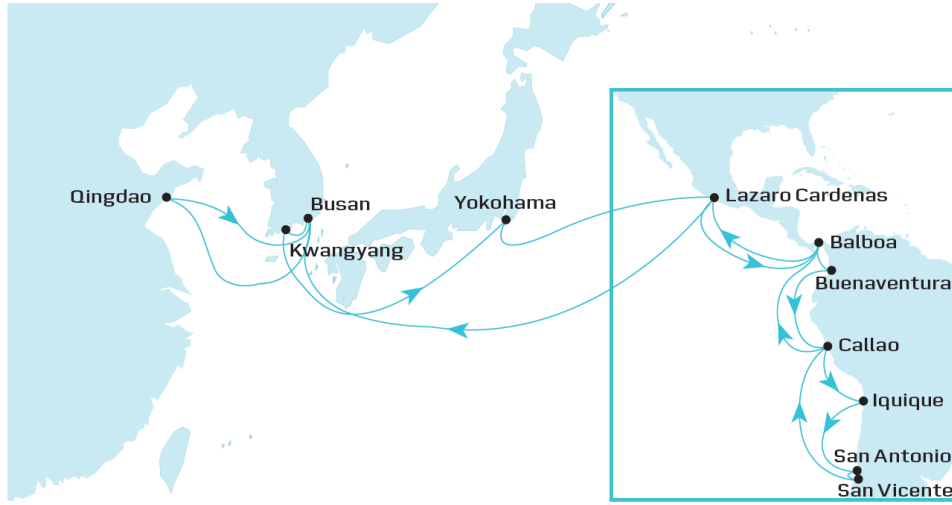 Qingdao
Busan
Kwangyang
Yokohama
Lazaro Cardenas
Balboa
Buenaventura
Callao
Iquique
San Antonio
San Vicente